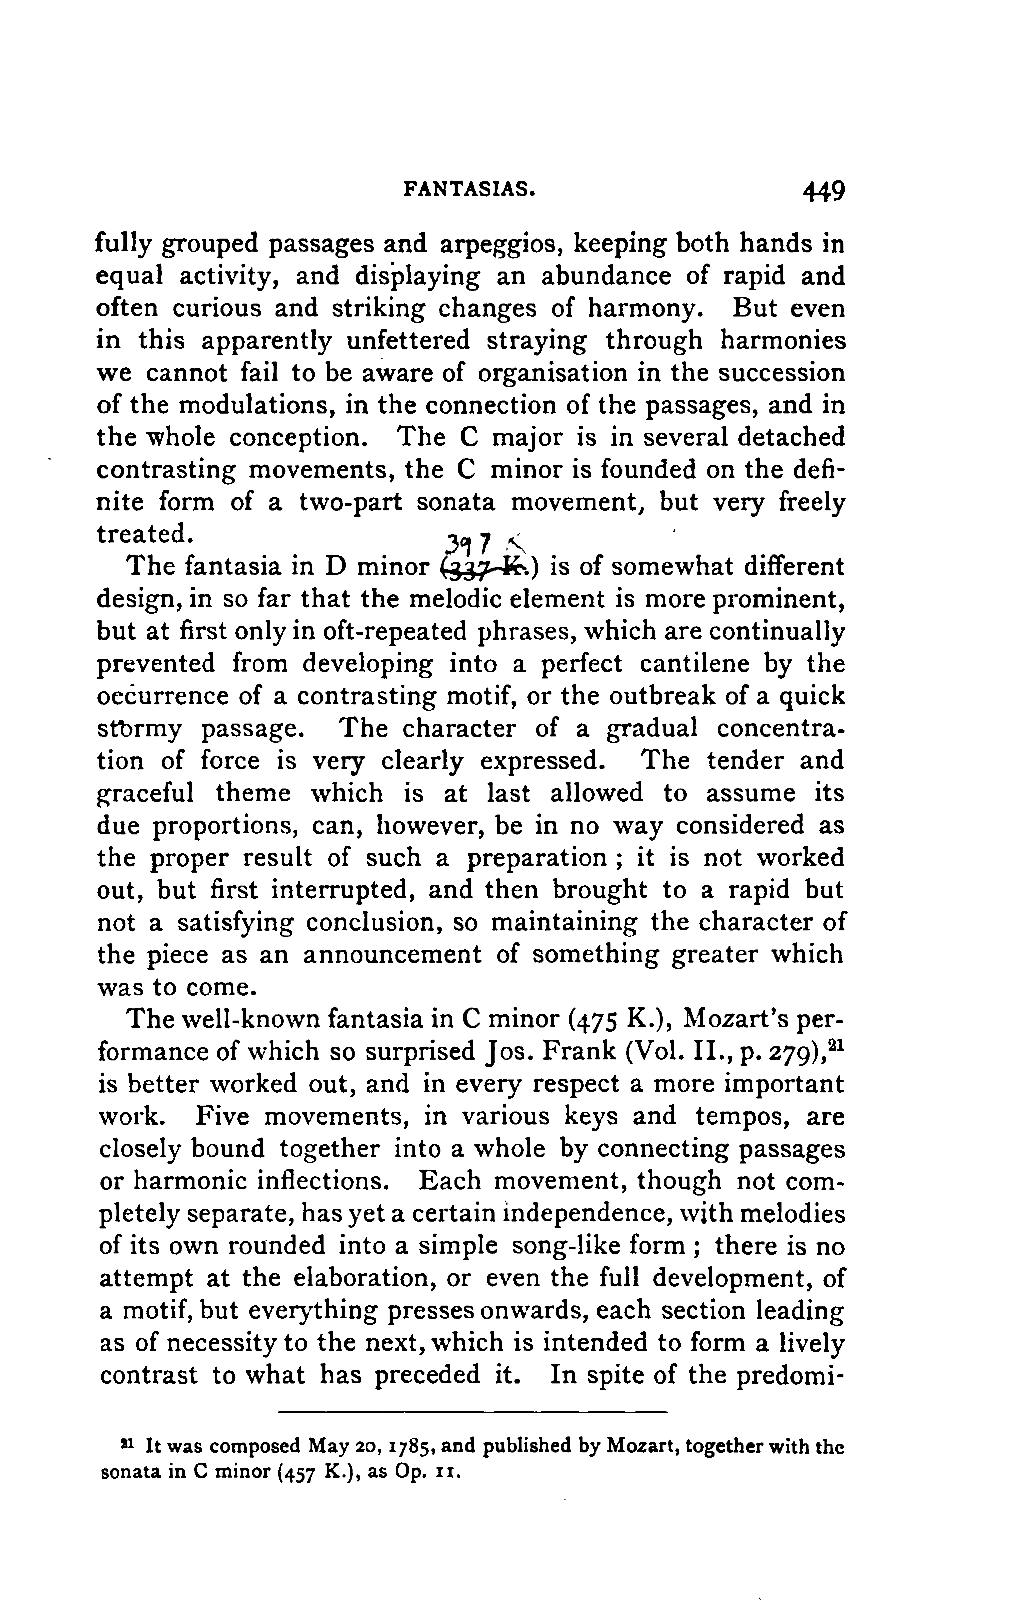 FANTASIAS. 449
fully grouped passages and arpeggios, keeping both hands in
equal activity, and displaying an abundance of rapid and
often curious and striking changes of harmony. But even
in this apparently unfettered straying through harmonies
we cannot fail to be aware of organisation in the succession
of the modulations, in the connection of the passages, and in
the whole conception. The C major is in several detached
contrasting movements, the C minor is founded on the defi-
nite form of a two-part sonata movement, but very freely
treated.
397 K
The fantasia in D minor (337 K.) is of somewhat different
design, in so far that the melodic element is more prominent,
but at first only in oft-repeated phrases, which are continually
prevented from developing into a perfect cantilene by the
occurrence of a contrasting motif, or the outbreak of a quick
stormy passage. The character of a gradual concentra-
tion of force is very clearly expressed. The tender and
graceful theme which is at last allowed to assume its
due proportions, can, however, be in no way considered as
the proper result of such a preparation ; it is not worked
out, but first interrupted, and then brought to a rapid but
not a satisfying conclusion, so maintaining the character of
the piece as an announcement of something greater which
was to come.
The well-known fantasia in C minor (475 K.), Mozart's per-
formance of which so surprised Jos. Frank (Vol. II., p. 279),21
is better worked out, and in every respect a more important
work. Five movements, in various keys and tempos, are
closely bound together into a whole by connecting passages
or harmonic inflections. Each movement, though not com-
pletely separate, has yet a certain independence, with melodies
of its own rounded into a simple song-like form ; there is no
attempt at the elaboration, or even the full development, of
a motif, but everything presses onwards, each section leading
as of necessity to the next, which is intended to form a lively
contrast to what has preceded it. In spite of the predomi-
21 It was composed May 20, 1785, and published by Mozart, together with the
sonata in C minor (457 K.), as Op. 11.